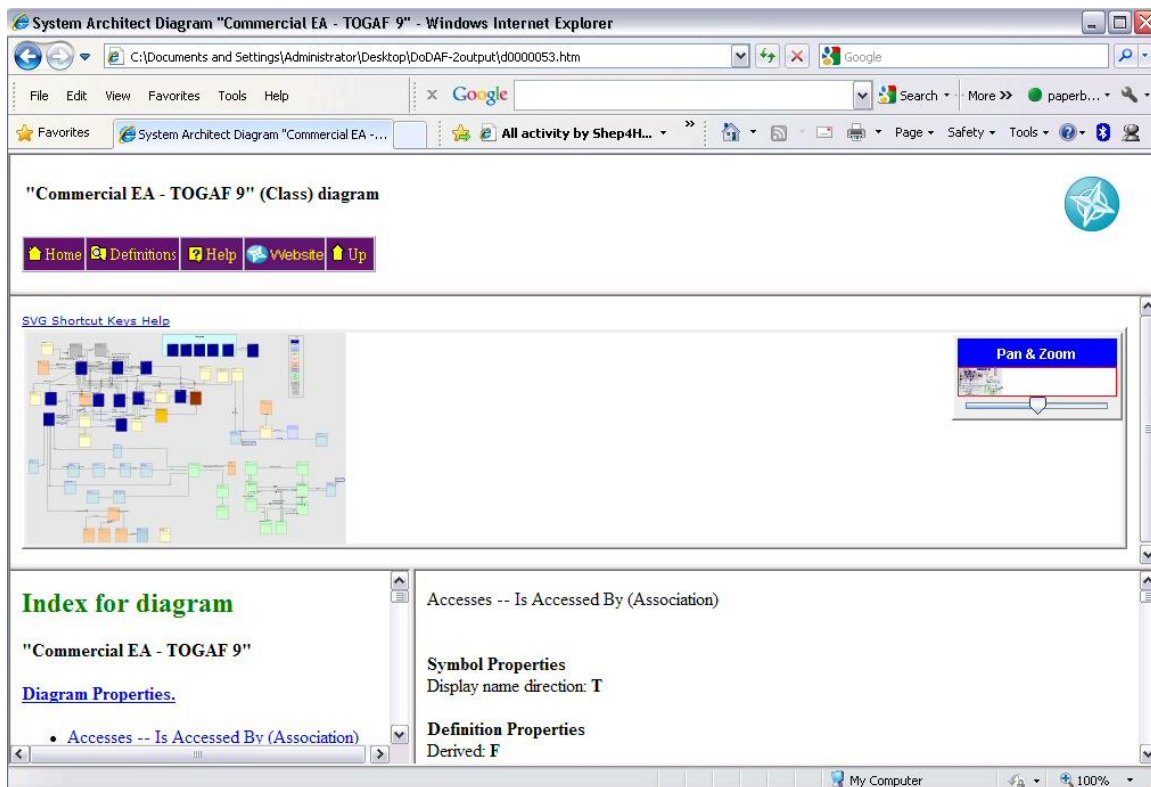 System Architect Diagram "Commercial EA - TOGAF 9" - Windows Internet Explorer
C:\Documents and Settings\Administrator\Desktop\DoDAF-2output\d0000053.htm
Google
File Edit View Favorites Tools Help
x Google Search More >> paperb...
Favorites System Architect Diagram "Commercial EA -... All activity by Shep4H... » Page Safety Tools
"Commercial EA - TOGAF 9" (Class) diagram
Home Definitions Help Website Up
SVG Shortcut Keys Help
Pan & Zoom
Index for diagram
"Commercial EA - TOGAF 9"
Diagram Properties.
• Accesses -- Is Accessed By (Association)
Accesses -- Is Accessed By (Association)
Symbol Properties
Display name direction: T
Definition Properties
Derived: F
My Computer 100%